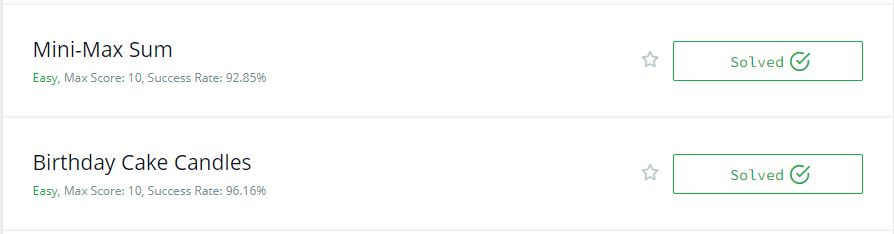 Mini-Max Sum
Easy, Max Score: 10, Success Rate: 92.85%
Solved
Birthday Cake Candles
Easy, Max Score: 10, Success Rate: 96.16%
Solved